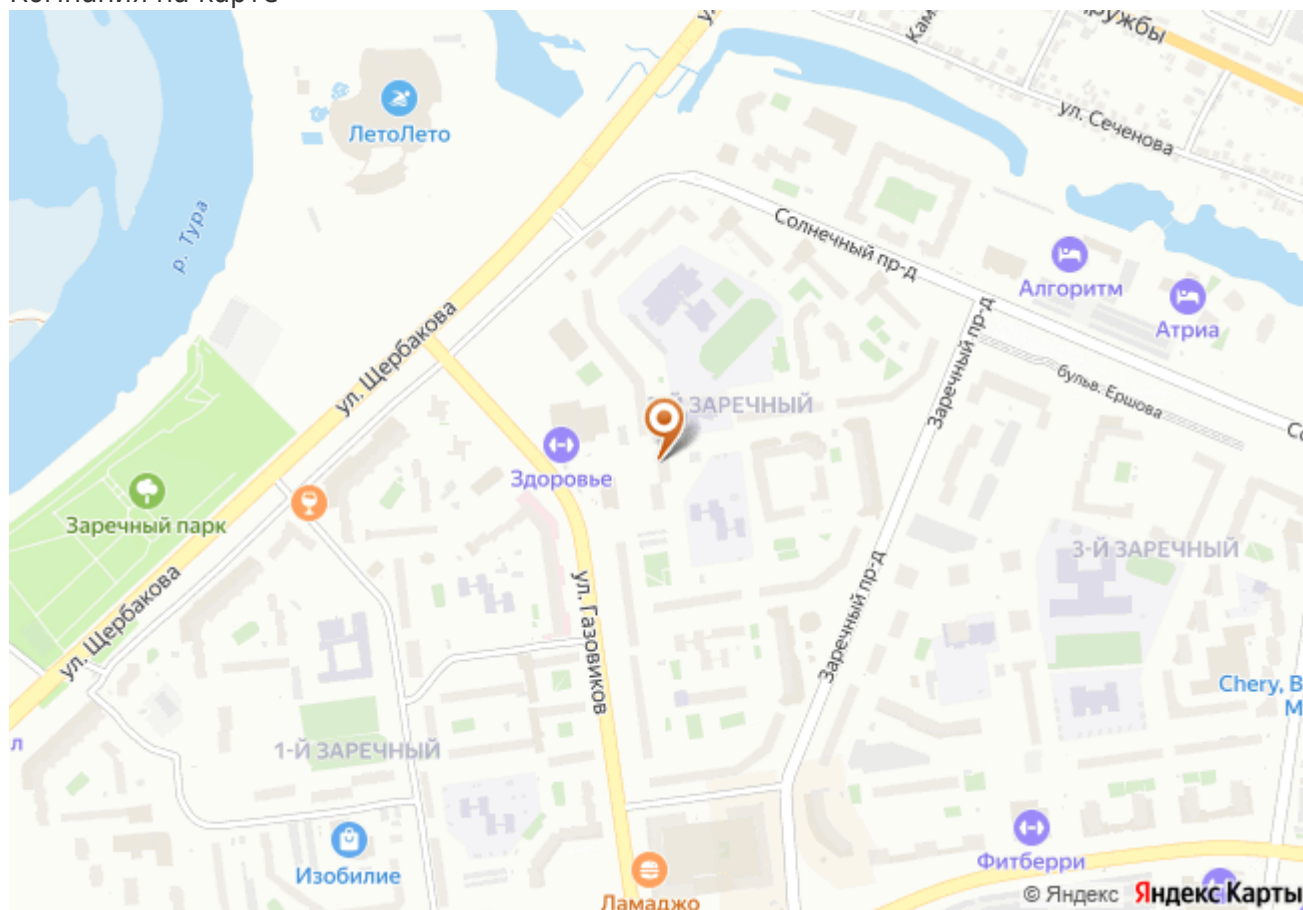 Компания на карте
ул. Сеченова
ЛетоЛето
р. Тура
Солнечный пр-д
Алгоритм
Атриа
ул. Щербакова
Заречный пр-д
бульв. Ершова
ЗАРЕЧНЫЙ
Здоровье
Заречный парк
3-Й ЗАРЕЧНЫЙ
ул. Щербакова
ул. Газовиков
Заречный пр-д
Chery, B
М
л
1-Й ЗАРЕЧНЫЙ
Изобилие
Фитберри
Ламаджо
© Яндекс Яндекс Карты